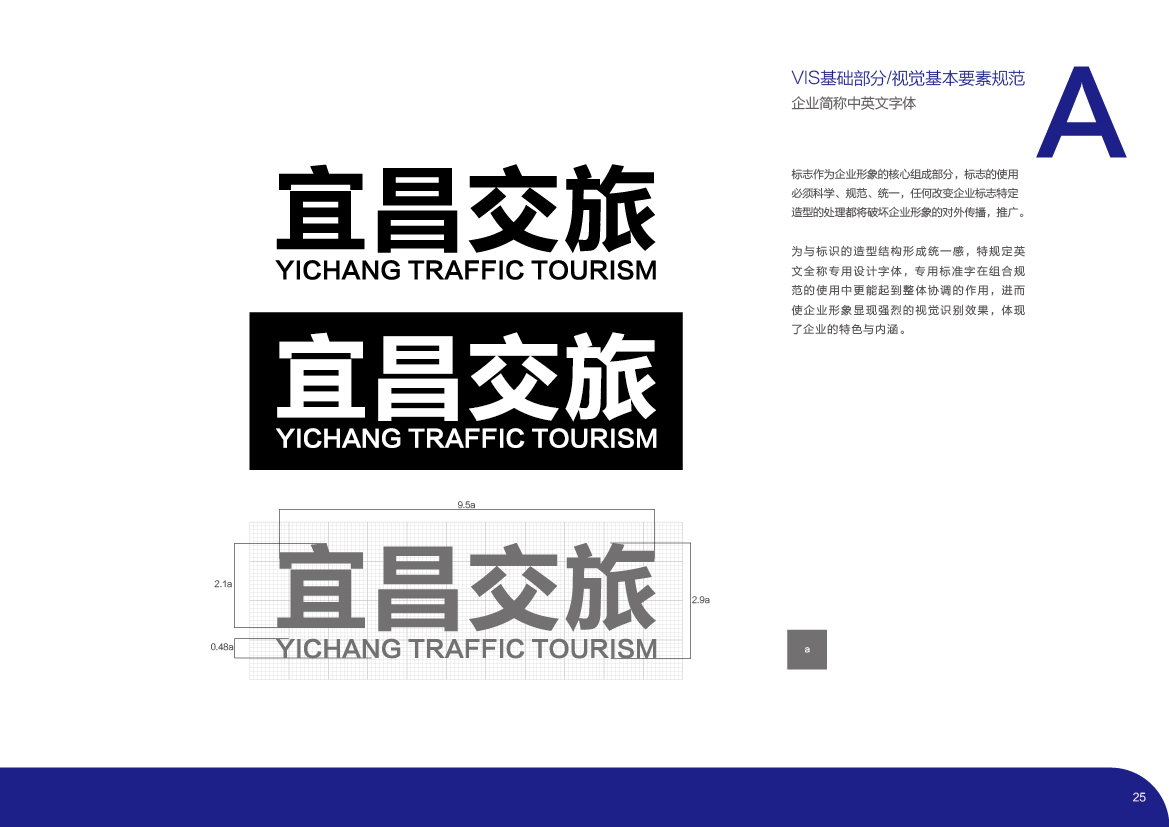 VIS基础部分/视觉基本要素规范
企业简称中英文字体
A
标志作为企业形象的核心组成部分，标志的使用
必须科学、规范、统一，任何改变企业标志特定
造型的处理都将破坏企业形象的对外传播，推广。
为与标识的造型结构形成统一感，特规定英
文全称专用设计字体，专用标准字在组合规
范的使用中更能起到整体协调的作用，进而
使企业形象显现强烈的视觉识别效果，体现
了企业的特色与内涵。
宜昌交旅
YICHANG TRAFFIC TOURISM
宜昌交旅
YICHANG TRAFFIC TOURISM
9.5a
宜昌交旅
2.1a
2.9a
YICHANG TRAFFIC TOURISM
0.48a
a
25